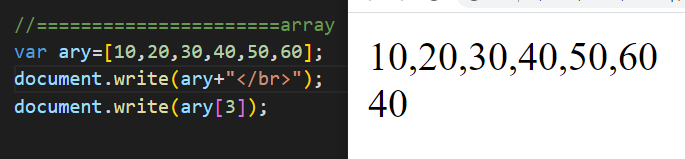 //=======================array
var ary=[10,20,30,40,50,60];
document.write(ary+"</br>");
document.write(ary[3]);
10,20,30,40,50,60
40